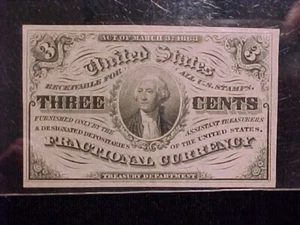 ACT OF MARCH 3, 1863
3 United States 3
RECEIVABLE FOR ALL U.S. STAMPS.
THREE CENTS
FURNISHED ONLY BY THE ASSISTANT TREASURERS
& DESIGNATED DEPOSITARIES OF THE UNITED STATES.
FRACTIONAL CURRENCY
TREASURY DEPARTMENT